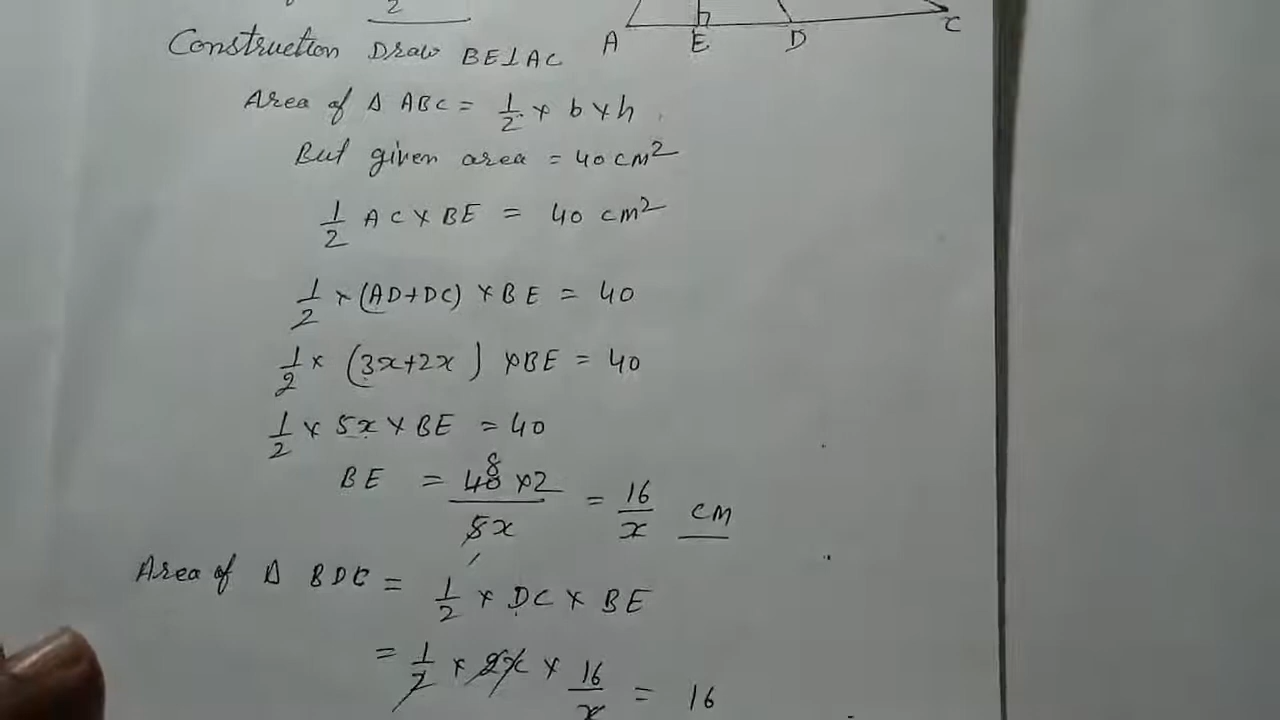 2
A E D C
Construction Draw BE⊥AC
Area of Δ ABC = 1/2 × b × h
But given area = 40 cm²
1/2 AC × BE = 40 cm²
1/2 × (AD+DC) × BE = 40
1/2 × (3x+2x) × BE = 40
1/2 × 5x × BE = 40
BE = 40 8 ×2 / 5x = 16/x cm
Area of Δ BDC = 1/2 × DC × BE
= 1/2 × 2x × 16/x = 16